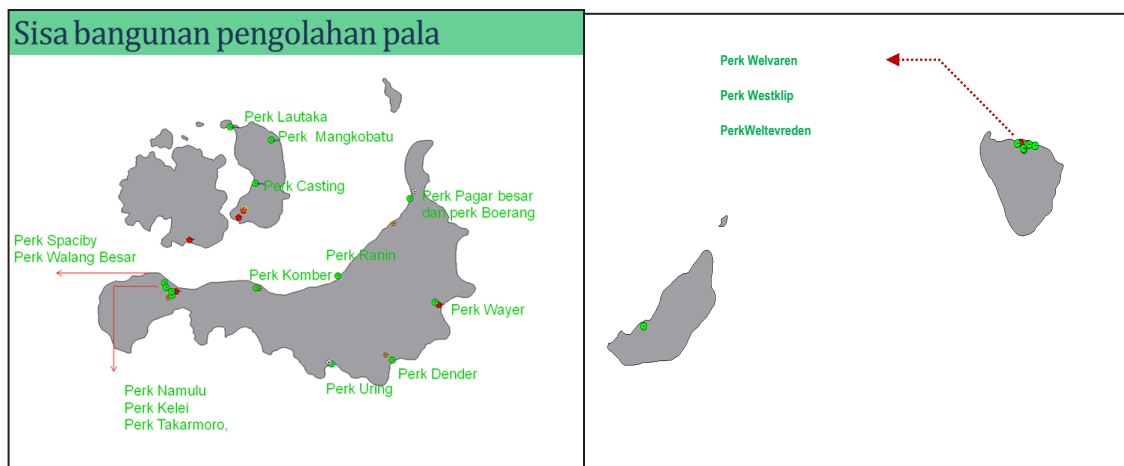 Sisa bangunan pengolahan pala
Perk Lautaka
Perk Mangkobatu
Perk Casting
Perk Pagar besar
dan perk Boerang
Perk Spaciby
Perk Walang Besar
Perk Ranin
Perk Komber
Perk Wayer
Perk Dender
Perk Uring
Perk Namulu
Perk Kelei
Perk Takarmoro,
Perk Welvaren
Perk Westklip
PerkWeltevreden